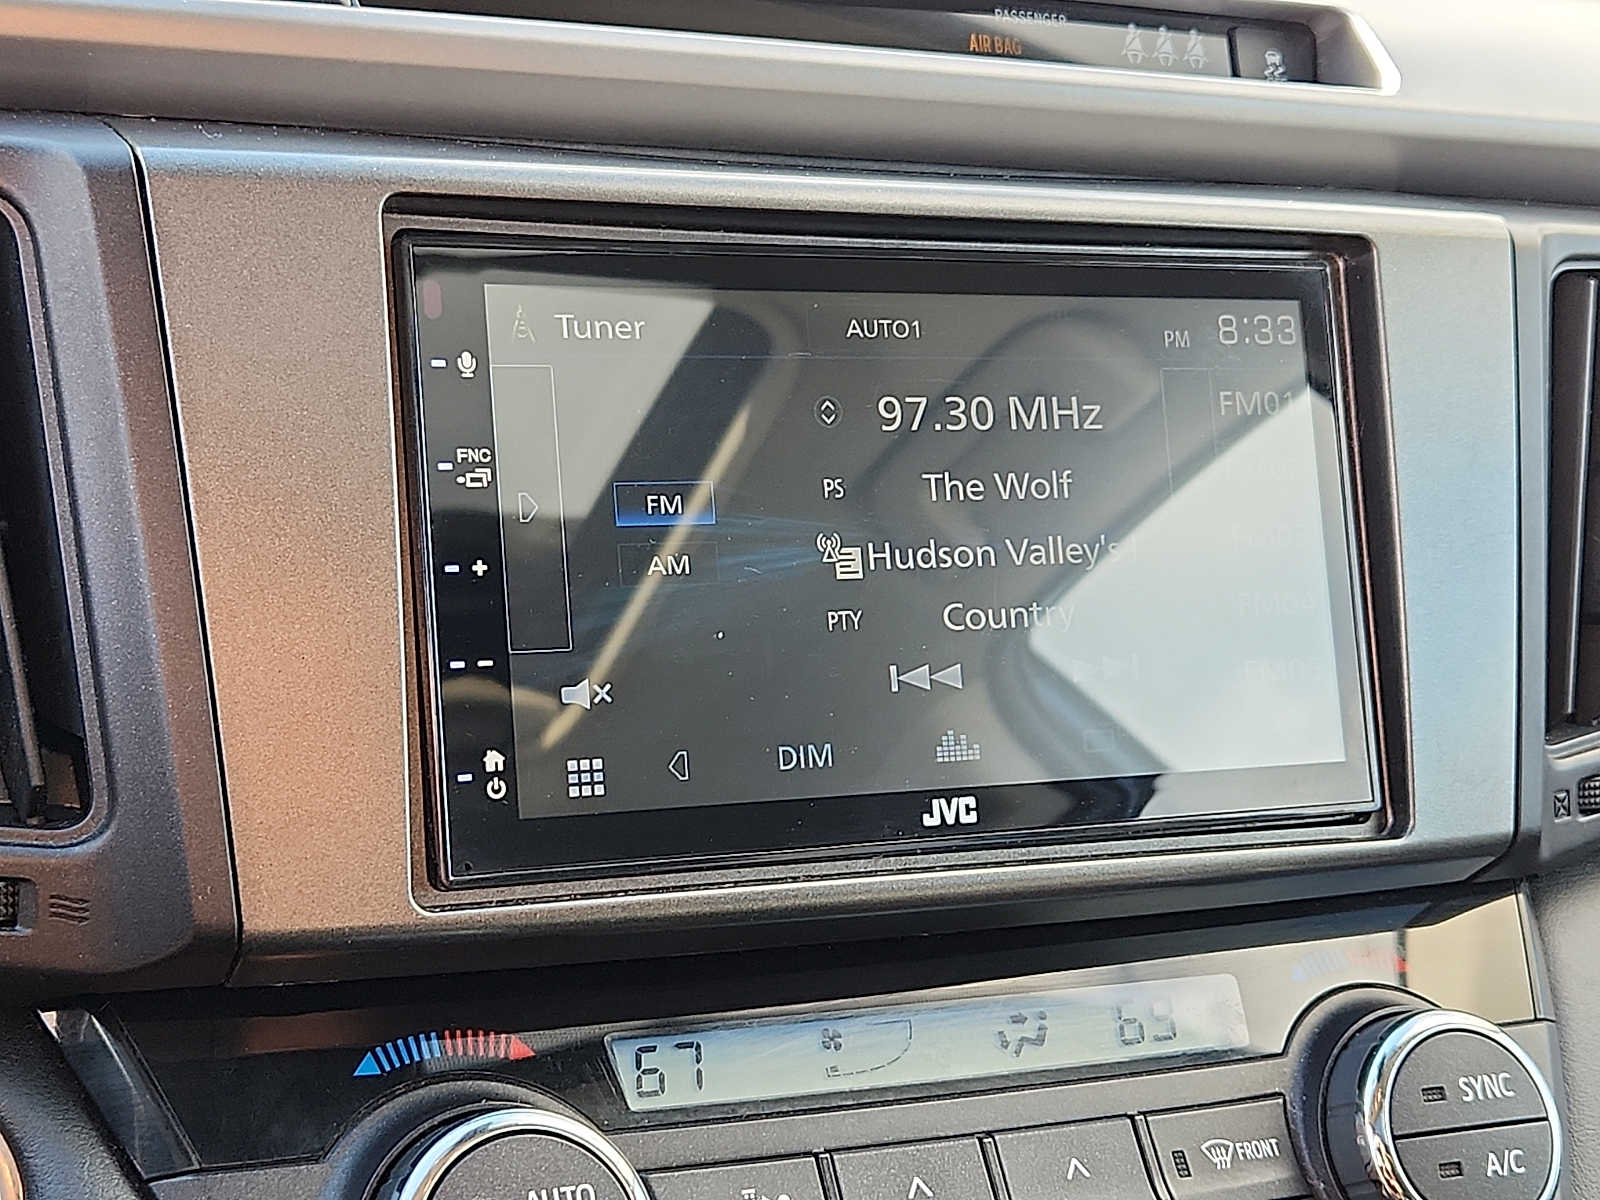 PASSENGER
AIR BAG
Tuner
AUTO1
PM 8:33
97.30 MHz
FM01
FNC
PS The Wolf
FM
Hudson Valley's
AM
PTY Country
DIM
JVC
67
69
SYNC
FRONT
A/C
AUTO